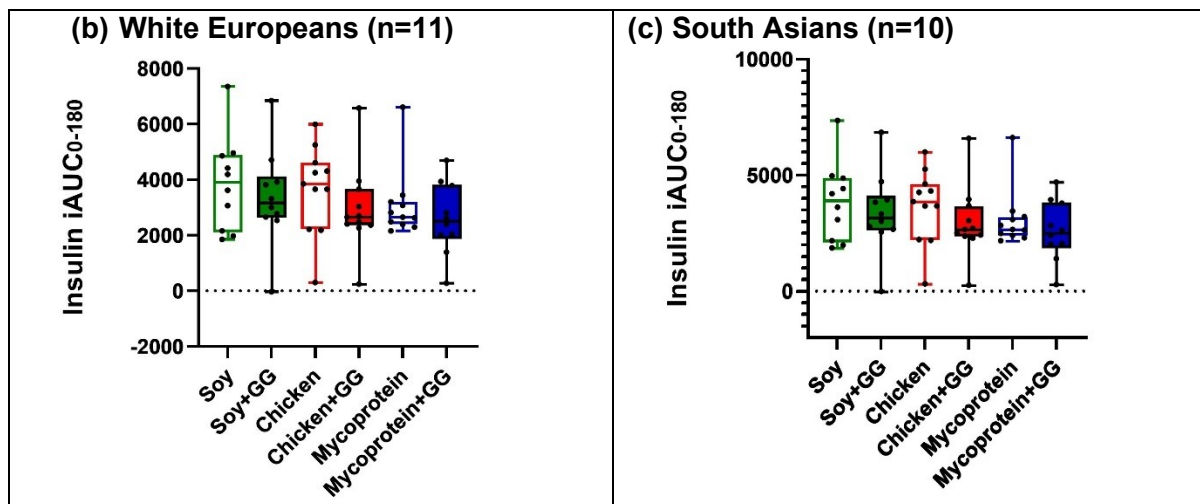 (b) White Europeans (n=11)
Insulin iAUC0-180
8000
6000
4000
2000
0
-2000
Soy
Soy+GG
Chicken
Chicken+GG
Mycoprotein
Mycoprotein+GG
(c) South Asians (n=10)
Insulin iAUC0-180
10000
5000
0
Soy
Soy+GG
Chicken
Chicken+GG
Mycoprotein
Mycoprotein+GG